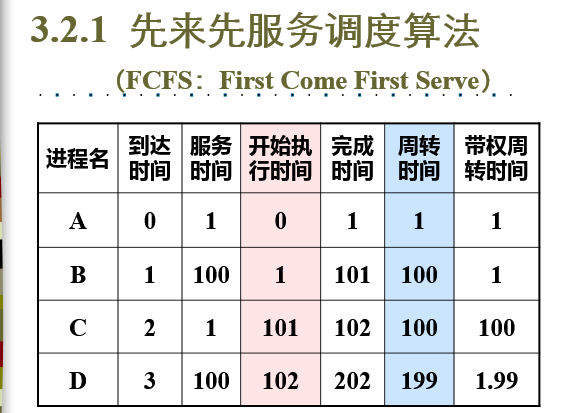 3.2.1 先来先服务调度算法
（FCFS：First Come First Serve）
进程名 到达时间 服务时间 开始执行时间 完成时间 周转时间 带权周转时间
A 0 1 0 1 1 1
B 1 100 1 101 100 1
C 2 1 101 102 100 100
D 3 100 102 202 199 1.99